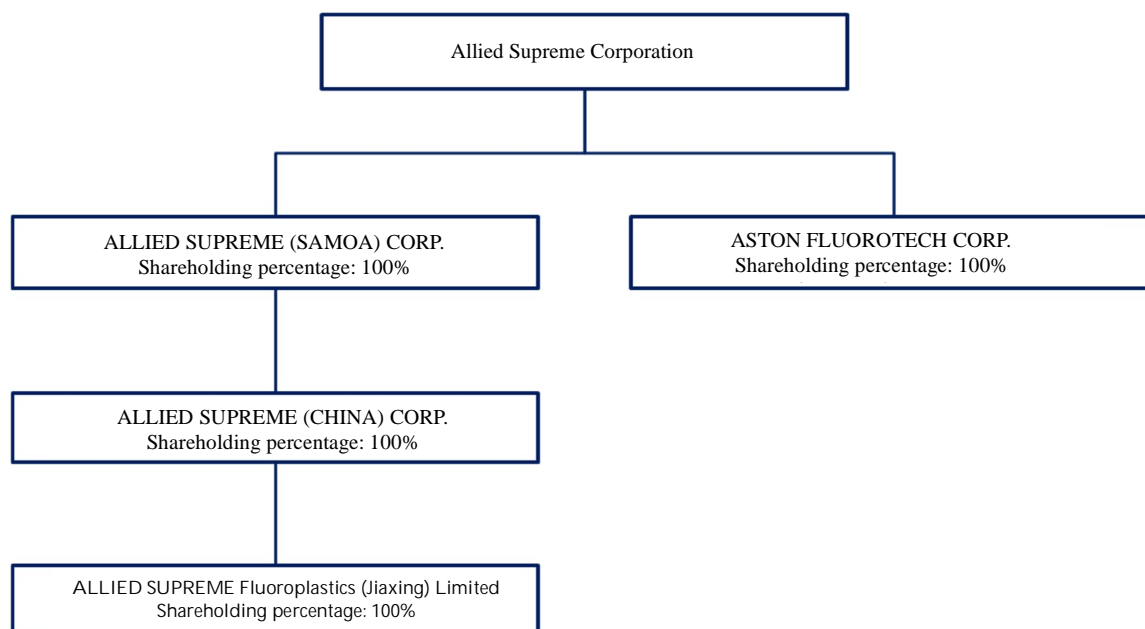 Allied Supreme Corporation
ALLIED SUPREME (SAMOA) CORP.
Shareholding percentage: 100%
ASTON FLUOROTECH CORP.
Shareholding percentage: 100%
ALLIED SUPREME (CHINA) CORP.
Shareholding percentage: 100%
ALLIED SUPREME Fluoroplastics (Jiaxing) Limited
Shareholding percentage: 100%